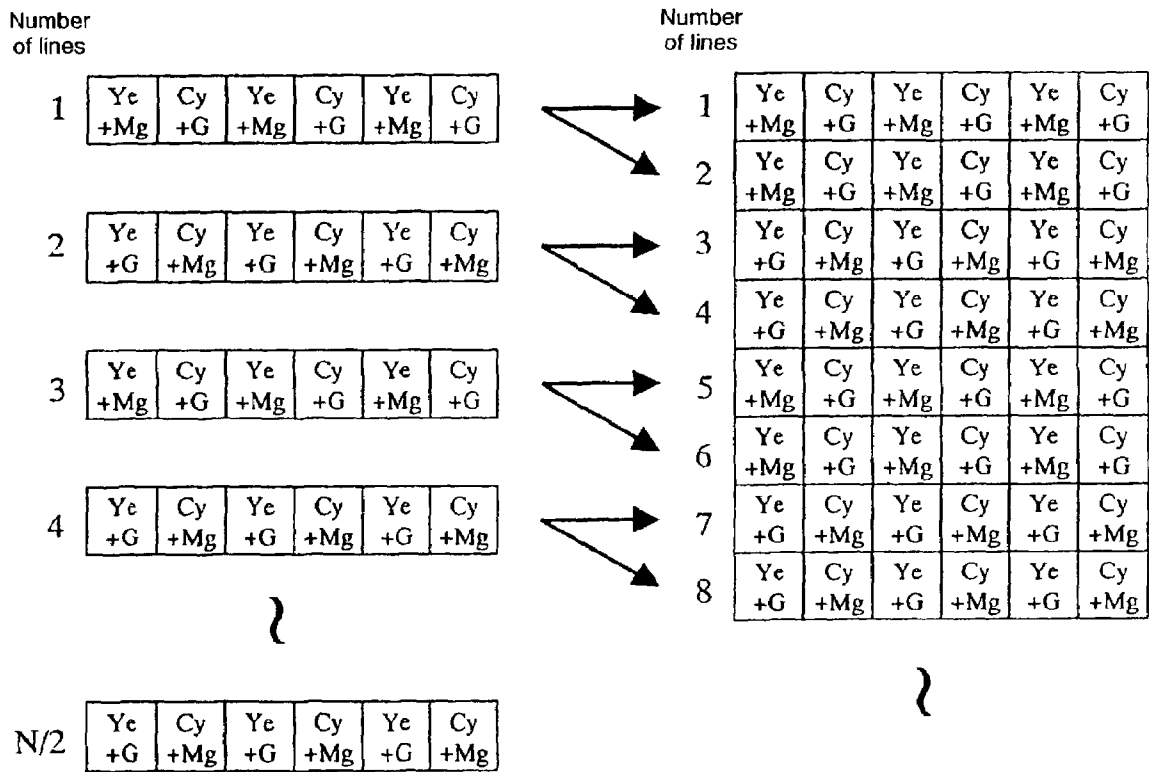 Number
of lines
1
Ye Cy Ye Cy Ye Cy
+Mg +G +Mg +G +Mg +G
2
Ye Cy Ye Cy Ye Cy
+G +Mg +G +Mg +G +Mg
3
Ye Cy Ye Cy Ye Cy
+Mg +G +Mg +G +Mg +G
4
Ye Cy Ye Cy Ye Cy
+G +Mg +G +Mg +G +Mg
N/2
Ye Cy Ye Cy Ye Cy
+G +Mg +G +Mg +G +Mg
Number
of lines
1
Ye Cy Ye Cy Ye Cy
+Mg +G +Mg +G +Mg +G
2
Ye Cy Ye Cy Ye Cy
+Mg +G +Mg +G +Mg +G
3
Ye Cy Ye Cy Ye Cy
+G +Mg +G +Mg +G +Mg
4
Ye Cy Ye Cy Ye Cy
+G +Mg +G +Mg +G +Mg
5
Ye Cy Ye Cy Ye Cy
+Mg +G +Mg +G +Mg +G
6
Ye Cy Ye Cy Ye Cy
+Mg +G +Mg +G +Mg +G
7
Ye Cy Ye Cy Ye Cy
+G +Mg +G +Mg +G +Mg
8
Ye Cy Ye Cy Ye Cy
+G +Mg +G +Mg +G +Mg